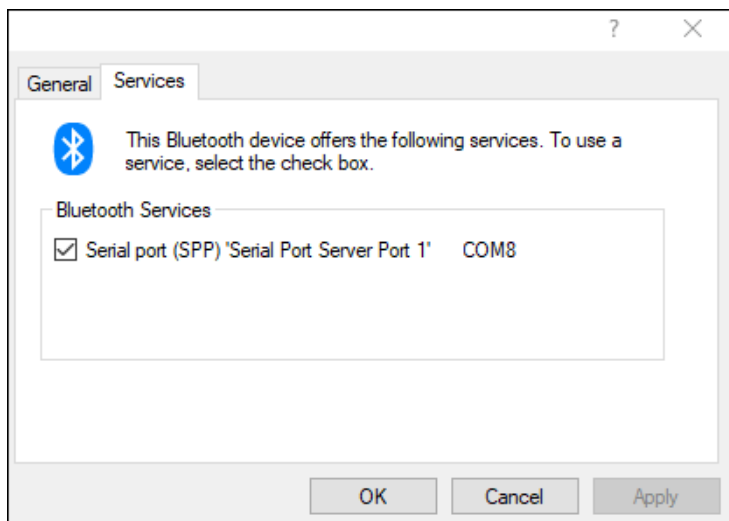 ?
General
Services
This Bluetooth device offers the following services. To use a
service, select the check box.
Bluetooth Services
Serial port (SPP) 'Serial Port Server Port 1' COM8
OK
Cancel
Apply